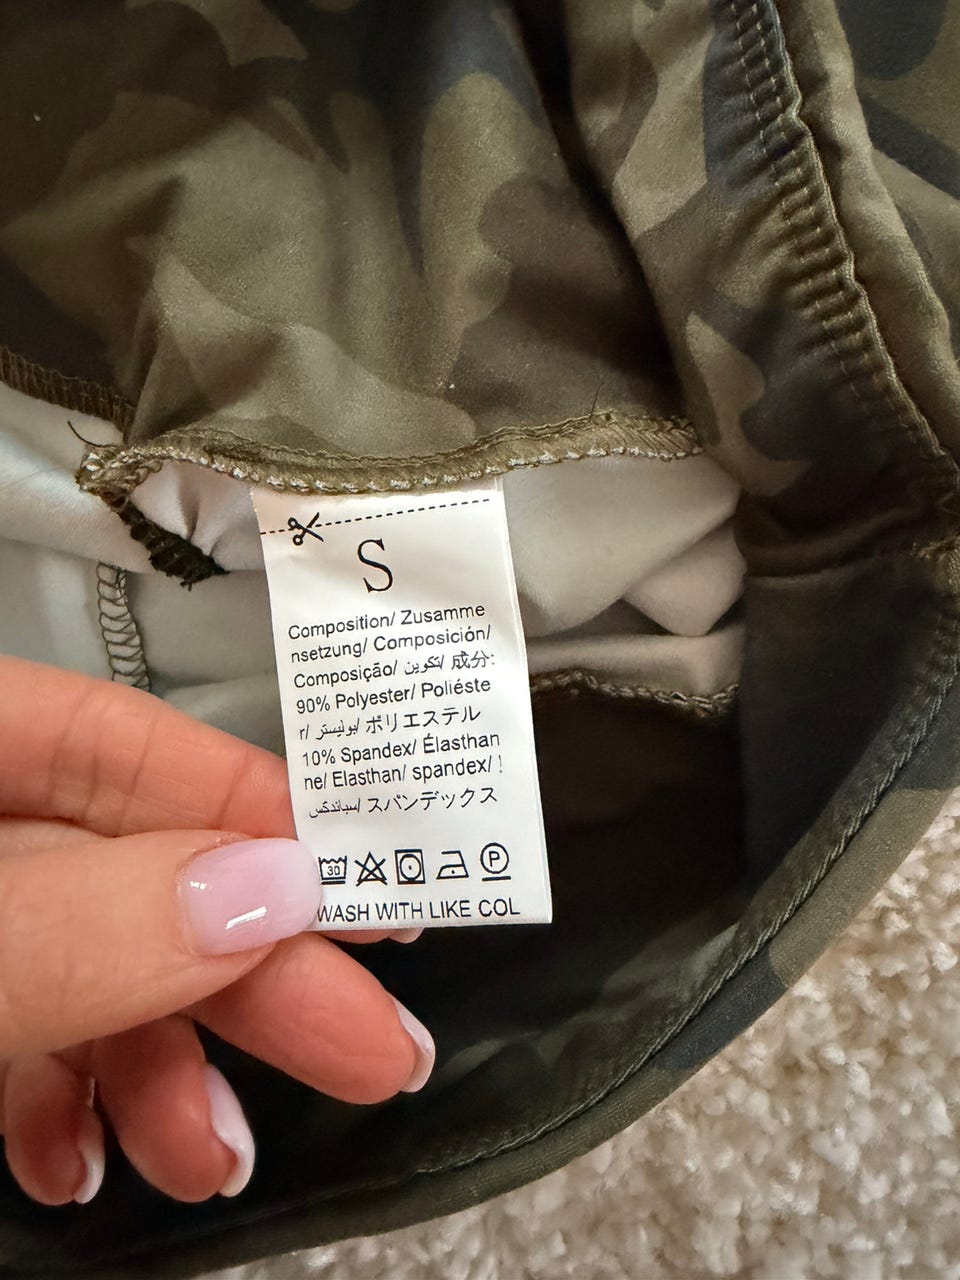 S
Composition/ Zusamme
nsetzung/ Composición/
Composição/ تكوين/ 成分:
90% Polyester/ Poliéste
r/ بوليستر/ ポリエステル
10% Spandex/ Élasthan
ne/ Elasthan/ spandex/
سباندكس/ スパンデックス
30 P
WASH WITH LIKE COL